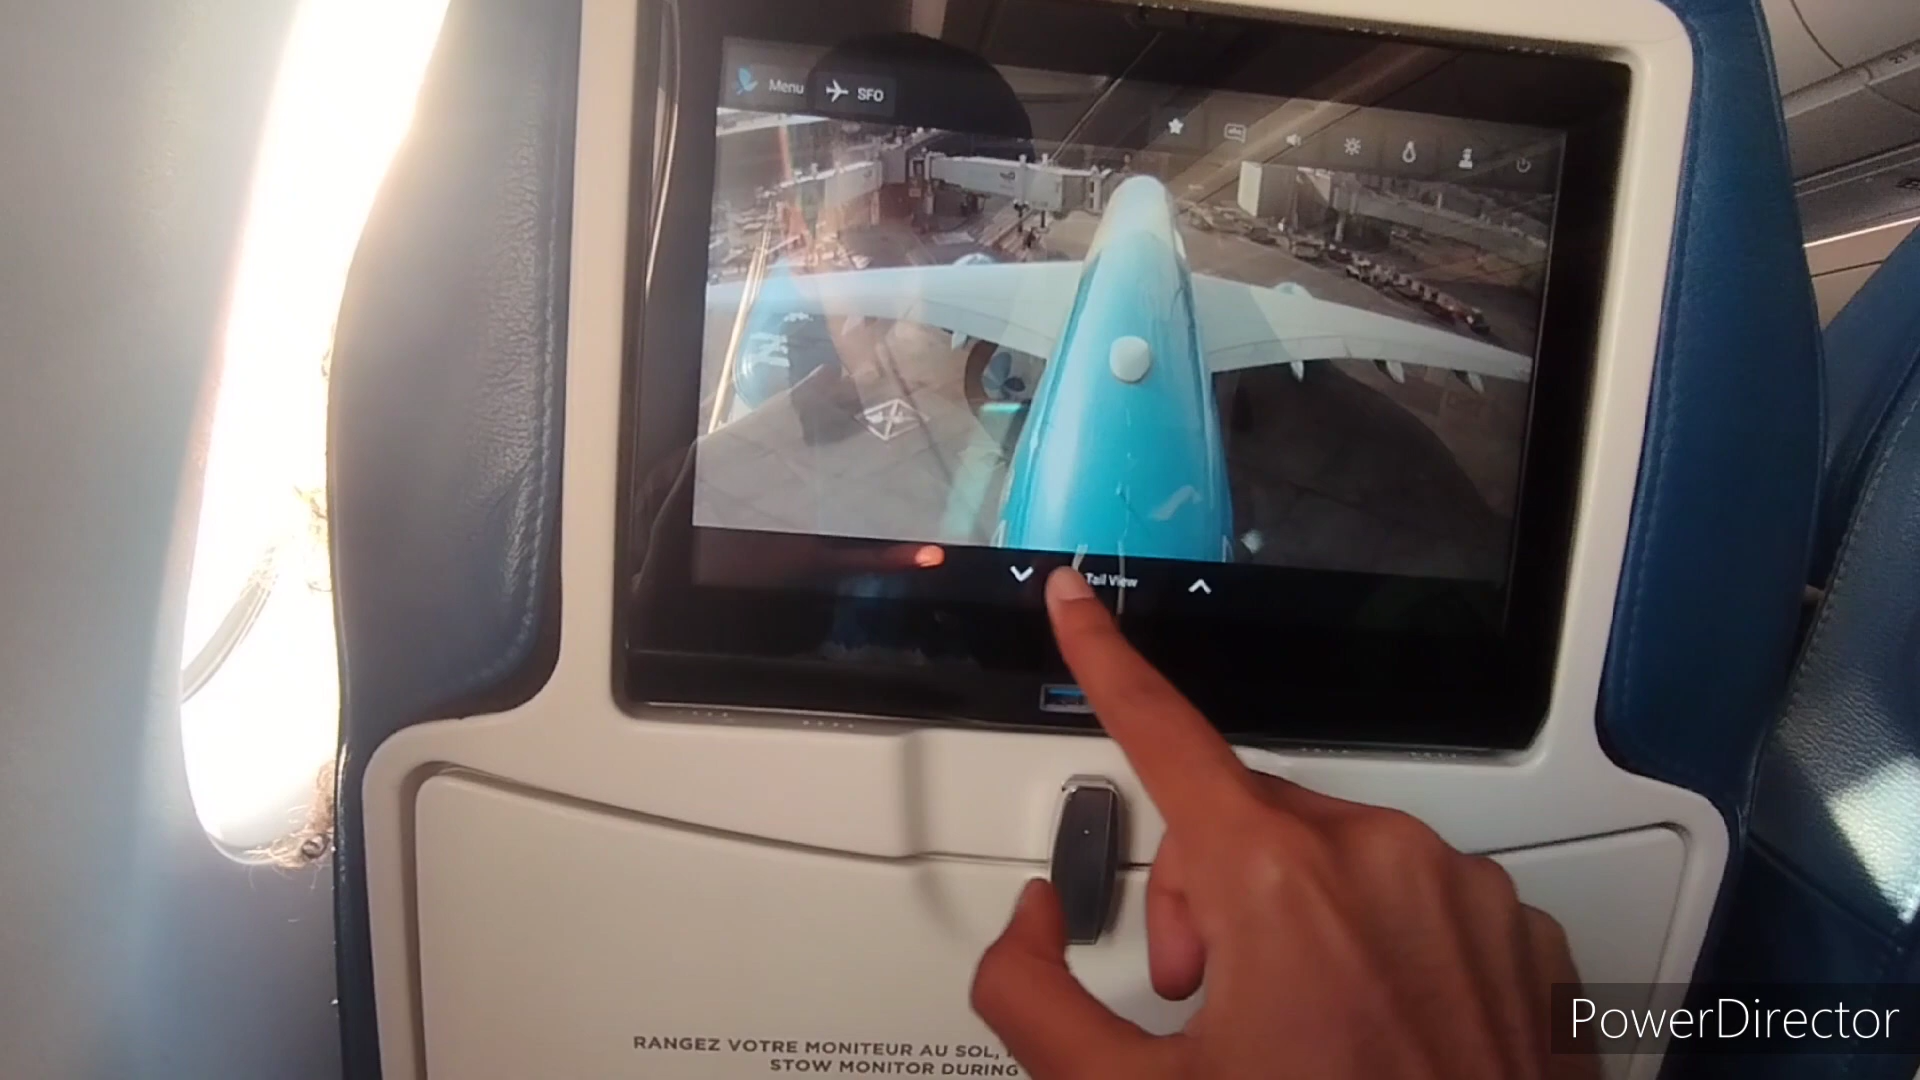 Menu
SFO
Tail View
RANGEZ VOTRE MONITEUR AU SOL,
STOW MONITOR DURING
PowerDirector